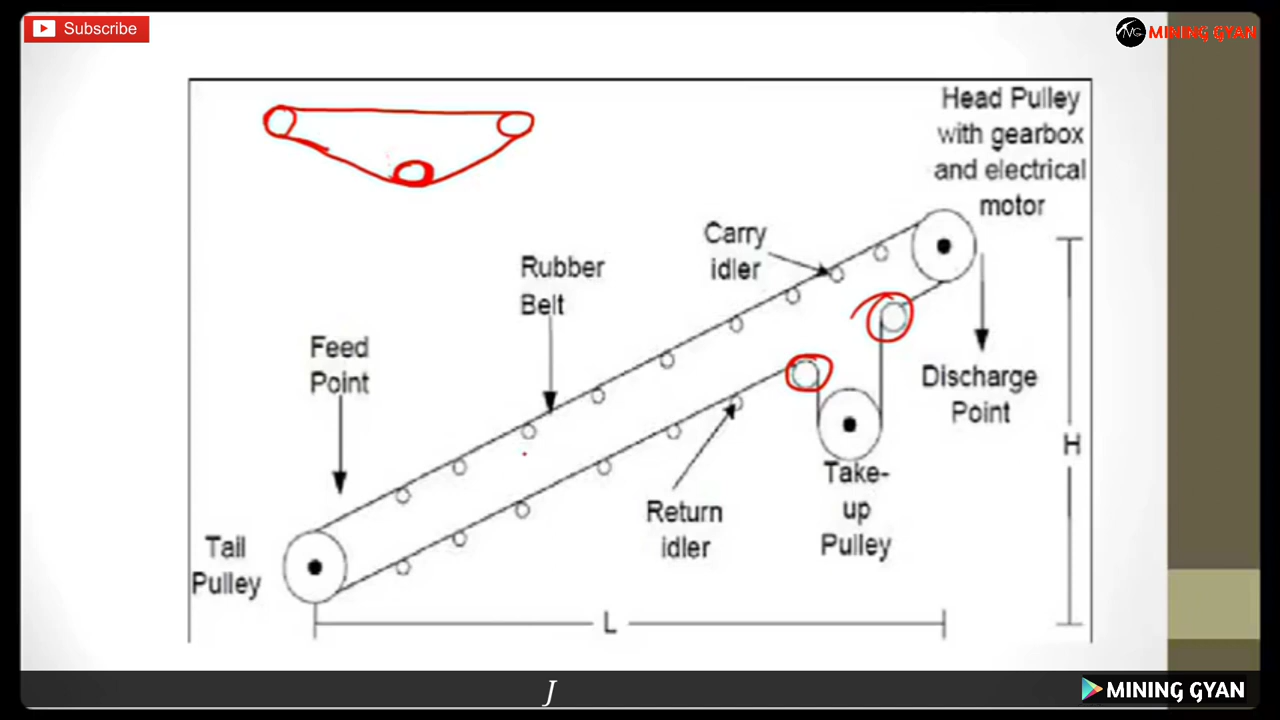 Subscribe
MINING GYAN
Head Pulley
with gearbox
and electrical
motor
Carry
idler
Rubber
Belt
Feed
Point
Discharge
Point
H
Take-
up
Pulley
Return
idler
Tail
Pulley
L
J
MINING GYAN